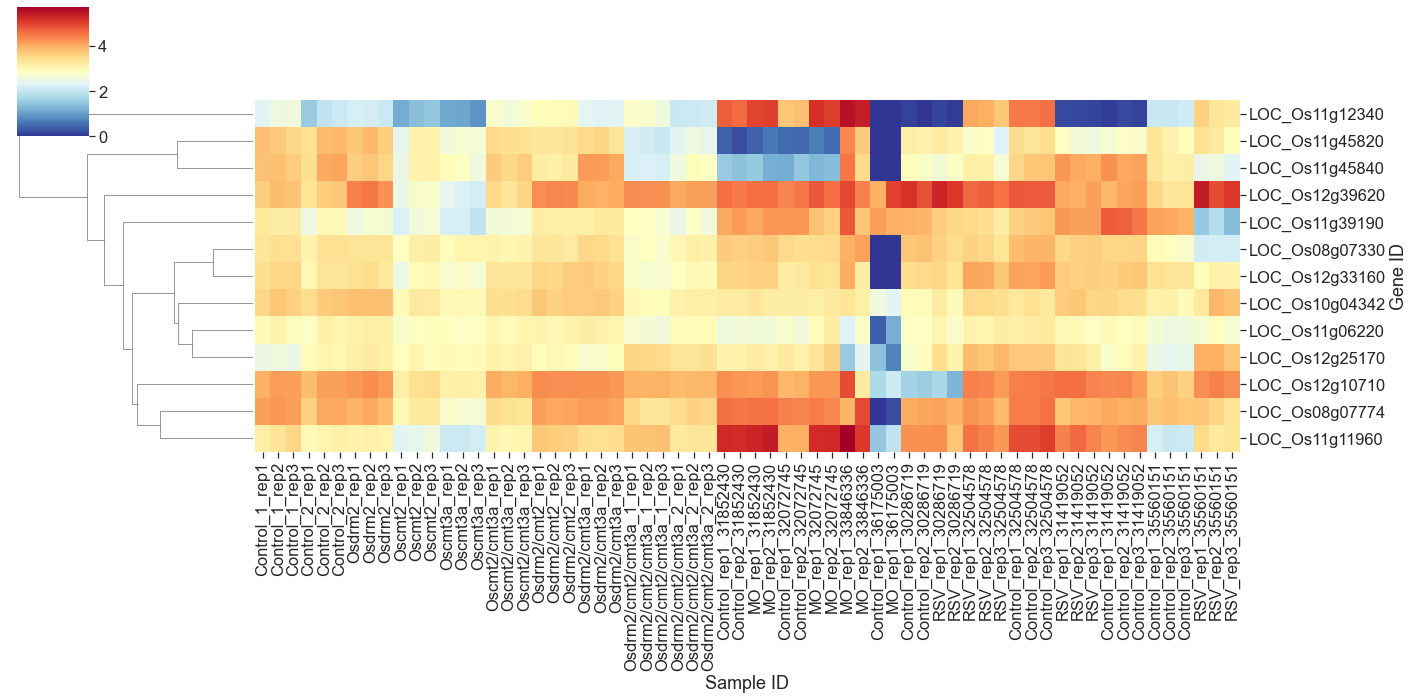 4
2
0
LOC_Os11g12340
LOC_Os11g45820
LOC_Os11g45840
LOC_Os12g39620
LOC_Os11g39190
LOC_Os08g07330
LOC_Os12g33160
LOC_Os10g04342
LOC_Os11g06220
LOC_Os12g25170
LOC_Os12g10710
LOC_Os08g07774
LOC_Os11g11960
Gene ID
Control_1_rep1
Control_1_rep2
Control_1_rep3
Control_2_rep1
Control_2_rep2
Control_2_rep3
Osdrm2_rep1
Osdrm2_rep2
Osdrm2_rep3
Oscmt2_rep1
Oscmt2_rep2
Oscmt2_rep3
Oscmt3a_rep1
Oscmt3a_rep2
Oscmt3a_rep3
Oscmt2/cmt3a_rep1
Oscmt2/cmt3a_rep2
Oscmt2/cmt3a_rep3
Osdrm2/cmt2_rep1
Osdrm2/cmt2_rep2
Osdrm2/cmt2_rep3
Osdrm2/cmt3a_rep1
Osdrm2/cmt3a_rep2
Osdrm2/cmt3a_rep3
Osdrm2/cmt2/cmt3a_1_rep1
Osdrm2/cmt2/cmt3a_1_rep2
Osdrm2/cmt2/cmt3a_1_rep3
Osdrm2/cmt2/cmt3a_2_rep1
Osdrm2/cmt2/cmt3a_2_rep2
Osdrm2/cmt2/cmt3a_2_rep3
Control_rep1_31852430
Control_rep2_31852430
MO_rep1_31852430
MO_rep2_31852430
Control_rep1_32072745
Control_rep2_32072745
MO_rep1_32072745
MO_rep2_32072745
MO_rep1_33846336
MO_rep2_33846336
Control_rep1_36175003
MO_rep1_36175003
Control_rep1_30286719
Control_rep2_30286719
RSV_rep1_30286719
RSV_rep2_30286719
RSV_rep1_32504578
RSV_rep2_32504578
RSV_rep3_32504578
Control_rep1_32504578
Control_rep2_32504578
Control_rep3_32504578
RSV_rep1_31419052
RSV_rep2_31419052
RSV_rep3_31419052
Control_rep1_31419052
Control_rep2_31419052
Control_rep3_31419052
Control_rep1_35560151
Control_rep2_35560151
Control_rep3_35560151
RSV_rep1_35560151
RSV_rep2_35560151
RSV_rep3_35560151
Sample ID